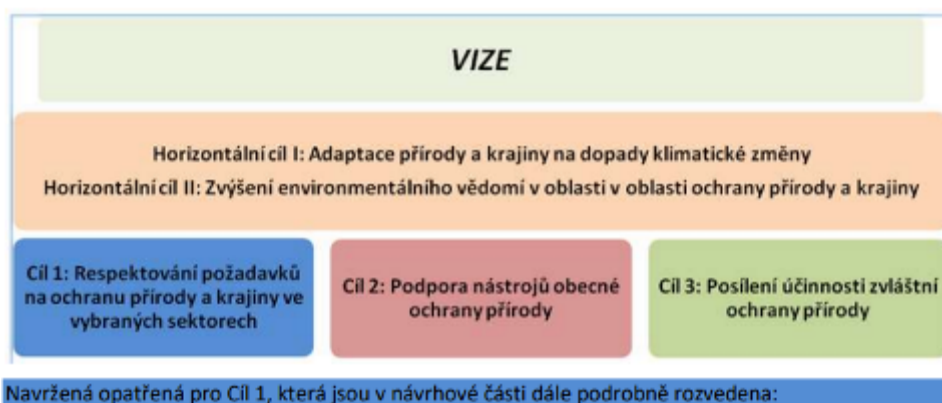 VIZE
Horizontální cíl I: Adaptace přírody a krajiny na dopady klimatické změny
Horizontální cíl II: Zvýšení environmentálního vědomí v oblasti v oblasti ochrany přírody a krajiny
Cíl 1: Respektování požadavků
na ochranu přírody a krajiny ve
vybraných sektorech
Cíl 2: Podpora nástrojů obecné
ochrany přírody
Cíl 3: Posílení účinnosti zvláštní
ochrany přírody
Navržená opatřená pro Cíl 1, která jsou v návrhové části dále podrobně rozvedena: